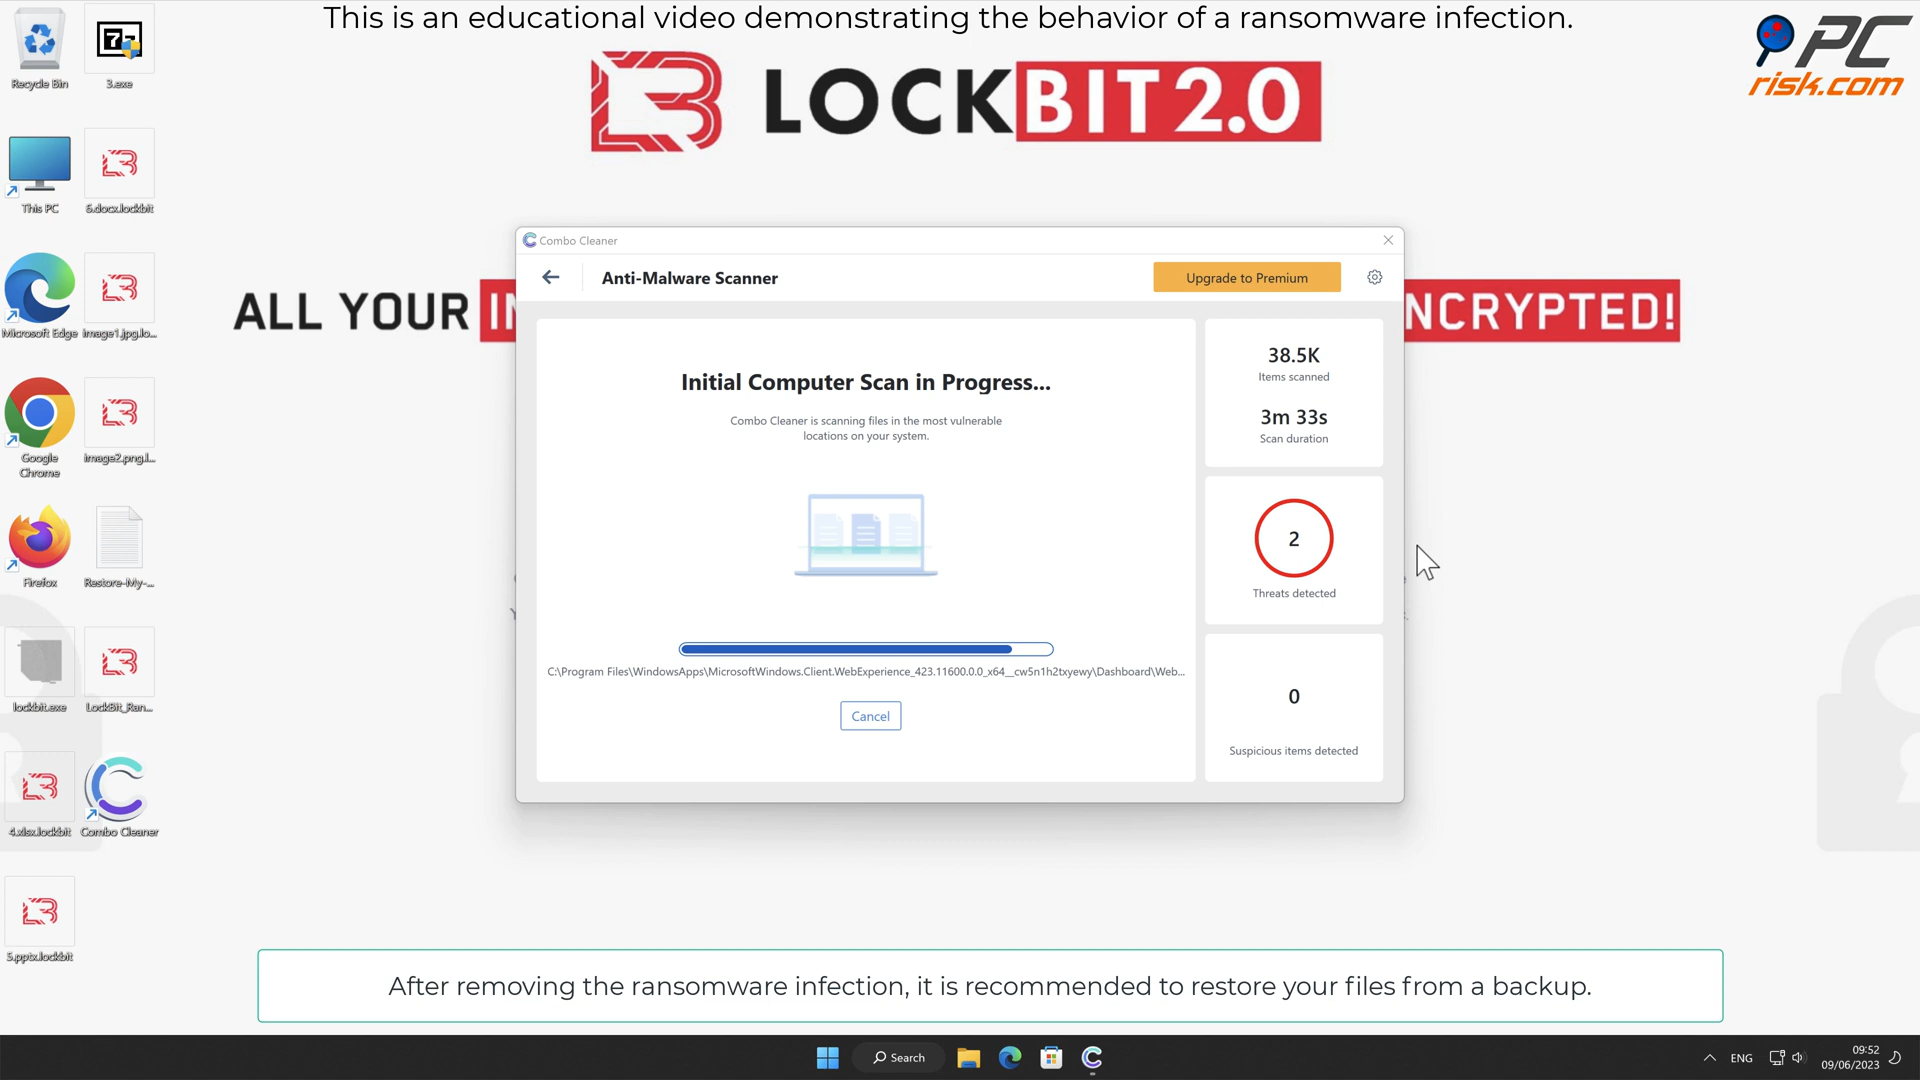 This is an educational video demonstrating the behavior of a ransomware infection.
PC
risk.com
LOCKBIT 2.0
Recycle Bin
3.exe
This PC
6.docx.lockbit
Microsoft Edge
image1.jpg.lo...
Google
Chrome
image2.png.l...
Firefox
Restore-My-...
lockbit.exe
LockBit_Ran...
4.xlsx.lockbit
Combo Cleaner
5.pptx.lockbit
ALL YOUR
NCRYPTED!
Combo Cleaner
Anti-Malware Scanner
Upgrade to Premium
Initial Computer Scan in Progress...
Combo Cleaner is scanning files in the most vulnerable
locations on your system.
C:\Program Files\WindowsApps\MicrosoftWindows.Client.WebExperience_423.11600.0.0_x64__cw5n1h2txyewy\Dashboard\Web...
Cancel
38.5K
Items scanned
3m 33s
Scan duration
2
Threats detected
0
Suspicious items detected
After removing the ransomware infection, it is recommended to restore your files from a backup.
Search
ENG
09:52
09/06/2023